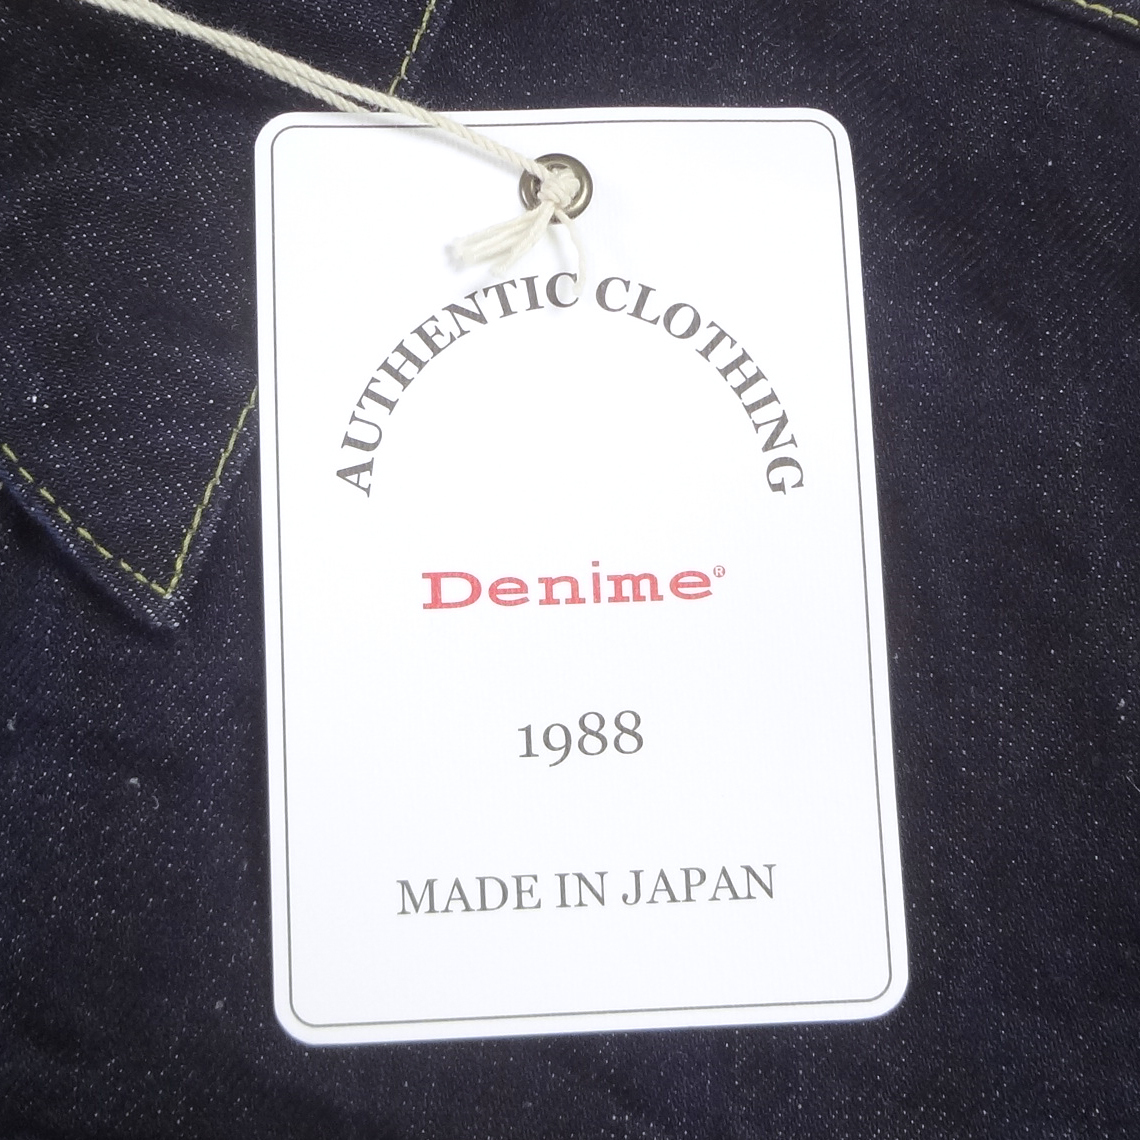 AUTHENTIC CLOTHING
Denime®
1988
MADE IN JAPAN